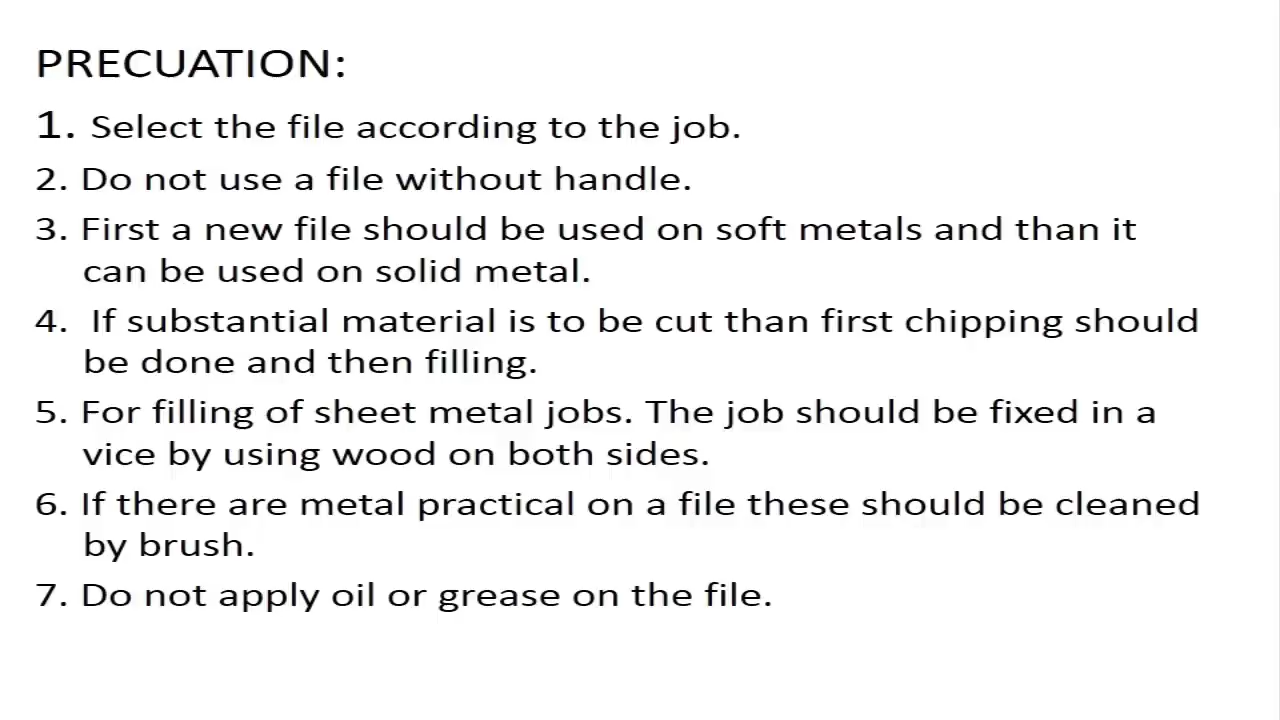 PRECUATION:
1. Select the file according to the job.
2. Do not use a file without handle.
3. First a new file should be used on soft metals and than it
can be used on solid metal.
4. If substantial material is to be cut than first chipping should
be done and then filling.
5. For filling of sheet metal jobs. The job should be fixed in a
vice by using wood on both sides.
6. If there are metal practical on a file these should be cleaned
by brush.
7. Do not apply oil or grease on the file.